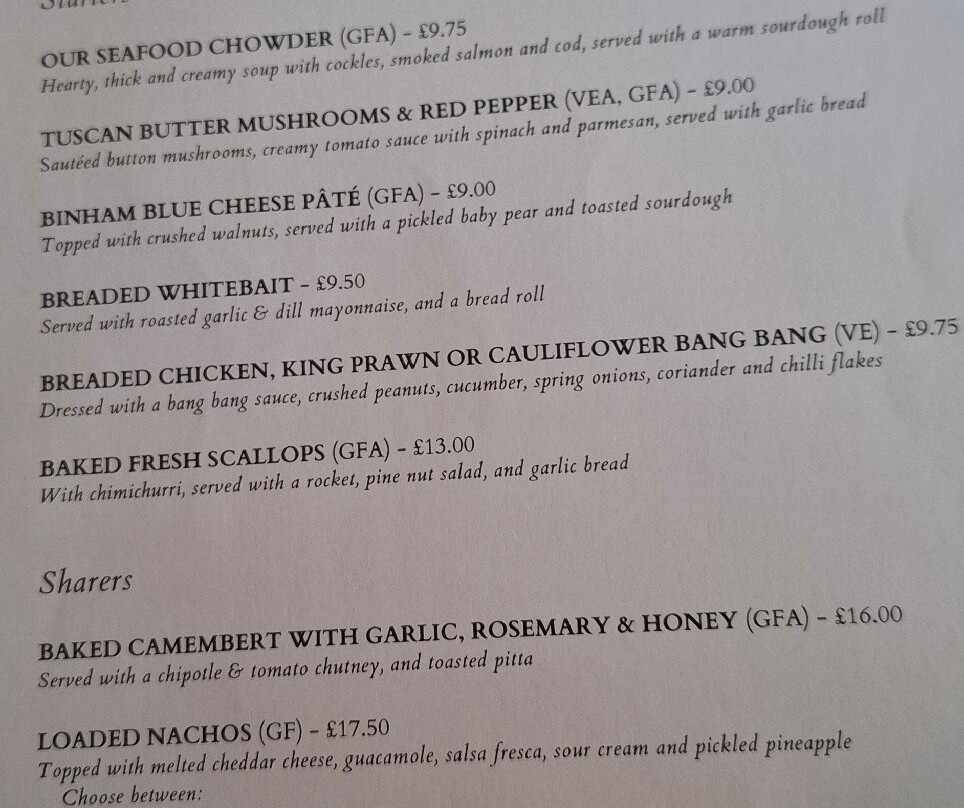 Starters
OUR SEAFOOD CHOWDER (GFA) – £9.75
Hearty, thick and creamy soup with cockles, smoked salmon and cod, served with a warm sourdough roll
TUSCAN BUTTER MUSHROOMS & RED PEPPER (VEA, GFA) – £9.00
Sautéed button mushrooms, creamy tomato sauce with spinach and parmesan, served with garlic bread
BINHAM BLUE CHEESE PÂTÉ (GFA) – £9.00
Topped with crushed walnuts, served with a pickled baby pear and toasted sourdough
BREADED WHITEBAIT – £9.50
Served with roasted garlic & dill mayonnaise, and a bread roll
BREADED CHICKEN, KING PRAWN OR CAULIFLOWER BANG BANG (VE) – £9.75
Dressed with a bang bang sauce, crushed peanuts, cucumber, spring onions, coriander and chilli flakes
BAKED FRESH SCALLOPS (GFA) – £13.00
With chimichurri, served with a rocket, pine nut salad, and garlic bread
Sharers
BAKED CAMEMBERT WITH GARLIC, ROSEMARY & HONEY (GFA) – £16.00
Served with a chipotle & tomato chutney, and toasted pitta
LOADED NACHOS (GF) – £17.50
Topped with melted cheddar cheese, guacamole, salsa fresca, sour cream and pickled pineapple
Choose between: